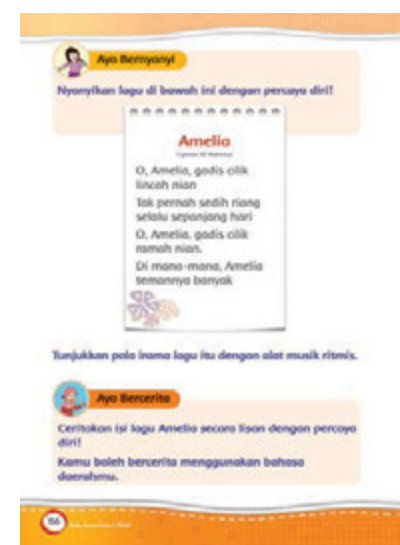 Ayo Bernyanyi
Nyanyikan lagu di bawah ini dengan percaya diri!
Amelia
O, Amelia, gadis cilik
lincah nian
Tak pernah sedih riang
selalu sepanjang hari
O, Amelia, gadis cilik
ramah nian.
Di mana-mana, Amelia
temannya banyak
Tunjukkan pola irama lagu itu dengan alat musik ritmis.
Ayo Bercerita
Ceritakan isi lagu Amelia secara lisan dengan percaya
diri!
Kamu boleh bercerita menggunakan bahasa
daerahmu.